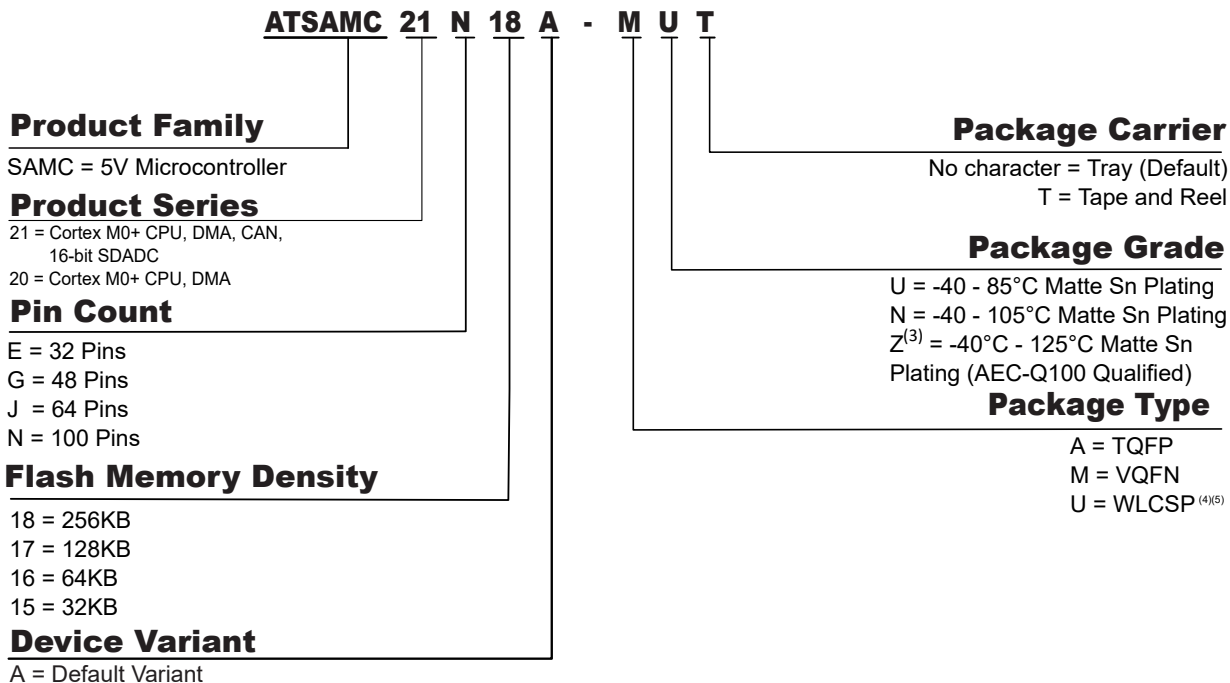 ATSAMC 21 N 18 A - M U T
Product Family
SAMC = 5V Microcontroller
Product Series
21 = Cortex M0+ CPU, DMA, CAN,
16-bit SDADC
20 = Cortex M0+ CPU, DMA
Pin Count
E = 32 Pins
G = 48 Pins
J = 64 Pins
N = 100 Pins
Flash Memory Density
18 = 256KB
17 = 128KB
16 = 64KB
15 = 32KB
Device Variant
A = Default Variant
Package Carrier
No character = Tray (Default)
T = Tape and Reel
Package Grade
U = -40 - 85°C Matte Sn Plating
N = -40 - 105°C Matte Sn Plating
Z(3) = -40°C - 125°C Matte Sn
Plating (AEC-Q100 Qualified)
Package Type
A = TQFP
M = VQFN
U = WLCSP (4)(5)